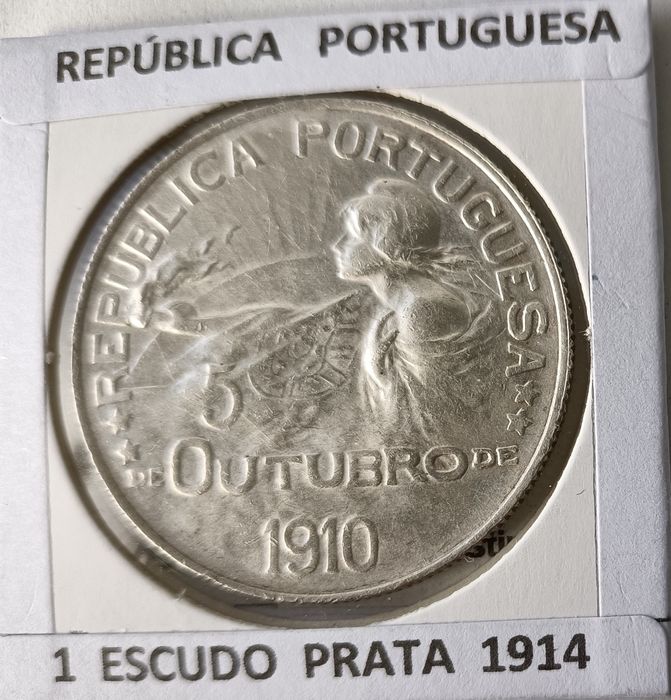 REPÚBLICA PORTUGUESA
REPUBLICA PORTUGUESA
5
DE OUTUBRO DE
1910
1 ESCUDO PRATA 1914